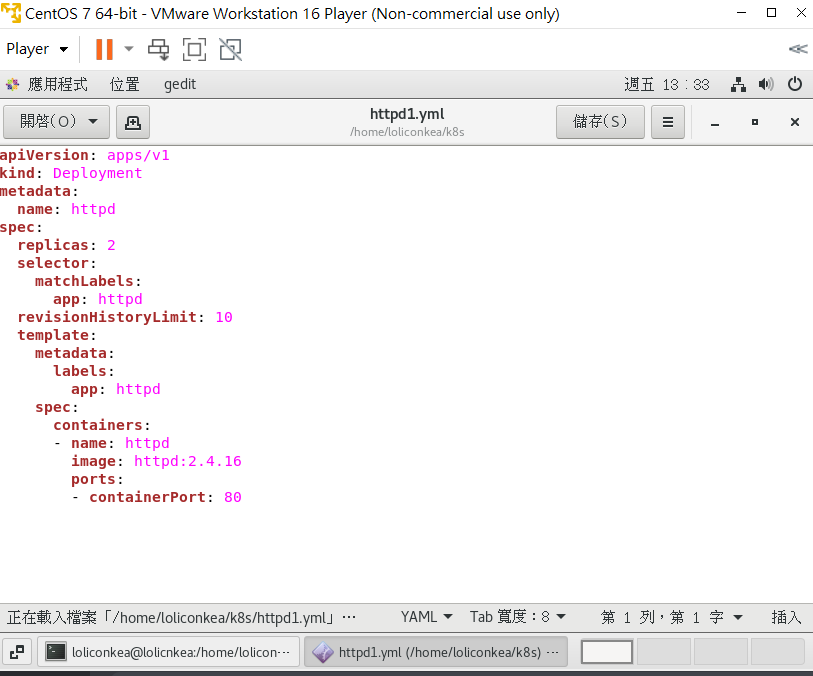 CentOS 7 64-bit - VMware Workstation 16 Player (Non-commercial use only)
Player
應用程式 位置 gedit 週五 13:33
開啓(O) httpd1.yml 儲存(S)
/home/loliconkea/k8s
apiVersion: apps/v1
kind: Deployment
metadata:
  name: httpd
spec:
  replicas: 2
  selector:
    matchLabels:
      app: httpd
  revisionHistoryLimit: 10
  template:
    metadata:
      labels:
        app: httpd
    spec:
      containers:
      - name: httpd
        image: httpd:2.4.16
        ports:
        - containerPort: 80
正在載入檔案「/home/loliconkea/k8s/httpd1.yml」… YAML Tab 寬度：8 第 1 列，第 1 字 插入
loliconkea@lolicnkea:/home/lolicon… httpd1.yml (/home/loliconkea/k8s) …